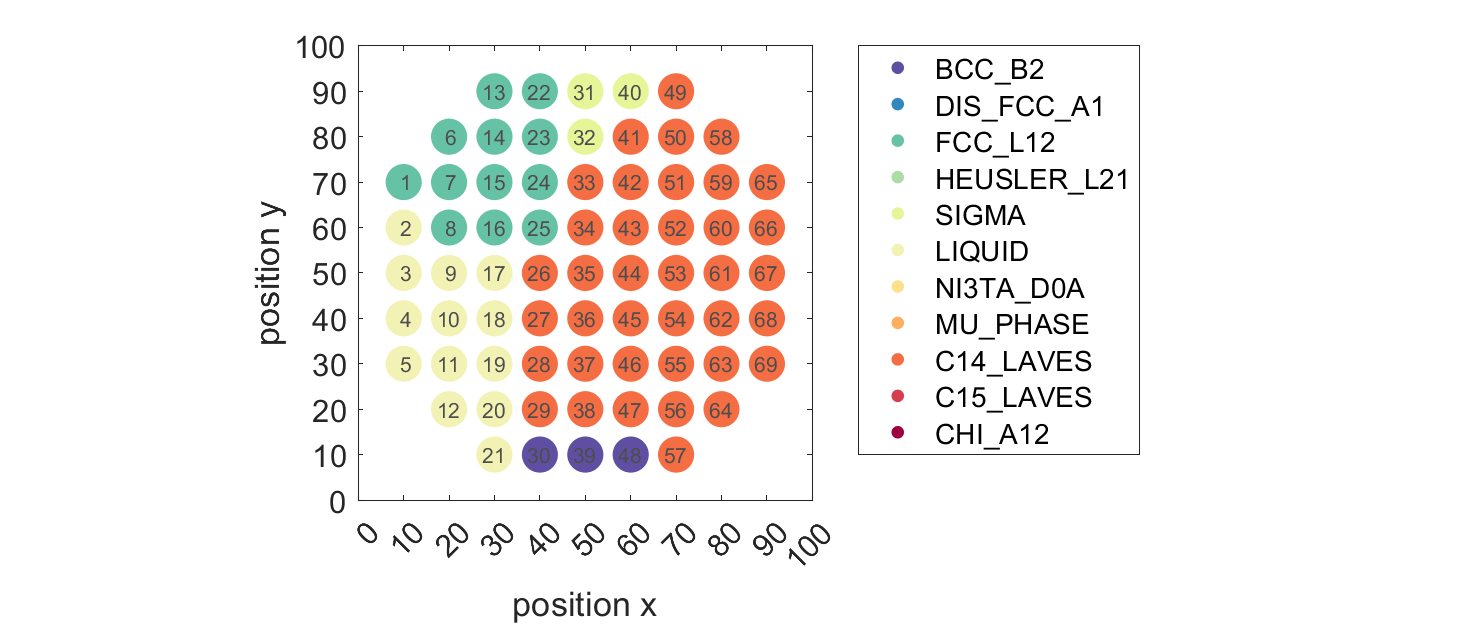 100
90
80
70
60
50
40
30
20
10
0
position y
13 22 31 40 49
6 14 23 32 41 50 58
1 7 15 24 33 42 51 59 65
2 8 16 25 34 43 52 60 66
3 9 17 26 35 44 53 61 67
4 10 18 27 36 45 54 62 68
5 11 19 28 37 46 55 63 69
12 20 29 38 47 56 64
21 30 39 48 57
0 10 20 30 40 50 60 70 80 90 100
position x
BCC_B2
DIS_FCC_A1
FCC_L12
HEUSLER_L21
SIGMA
LIQUID
NI3TA_D0A
MU_PHASE
C14_LAVES
C15_LAVES
CHI_A12